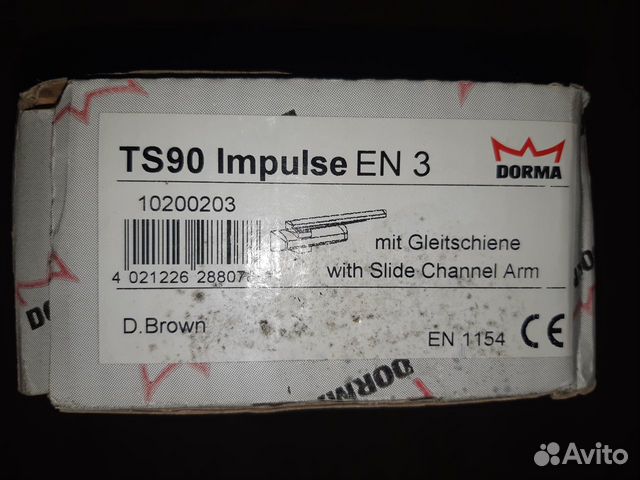 TS90 Impulse EN 3
DORMA
10200203
mit Gleitschiene
4 021226
with Slide Channel Arm
D.Brown
EN 1154 CE
DORMA
Avito